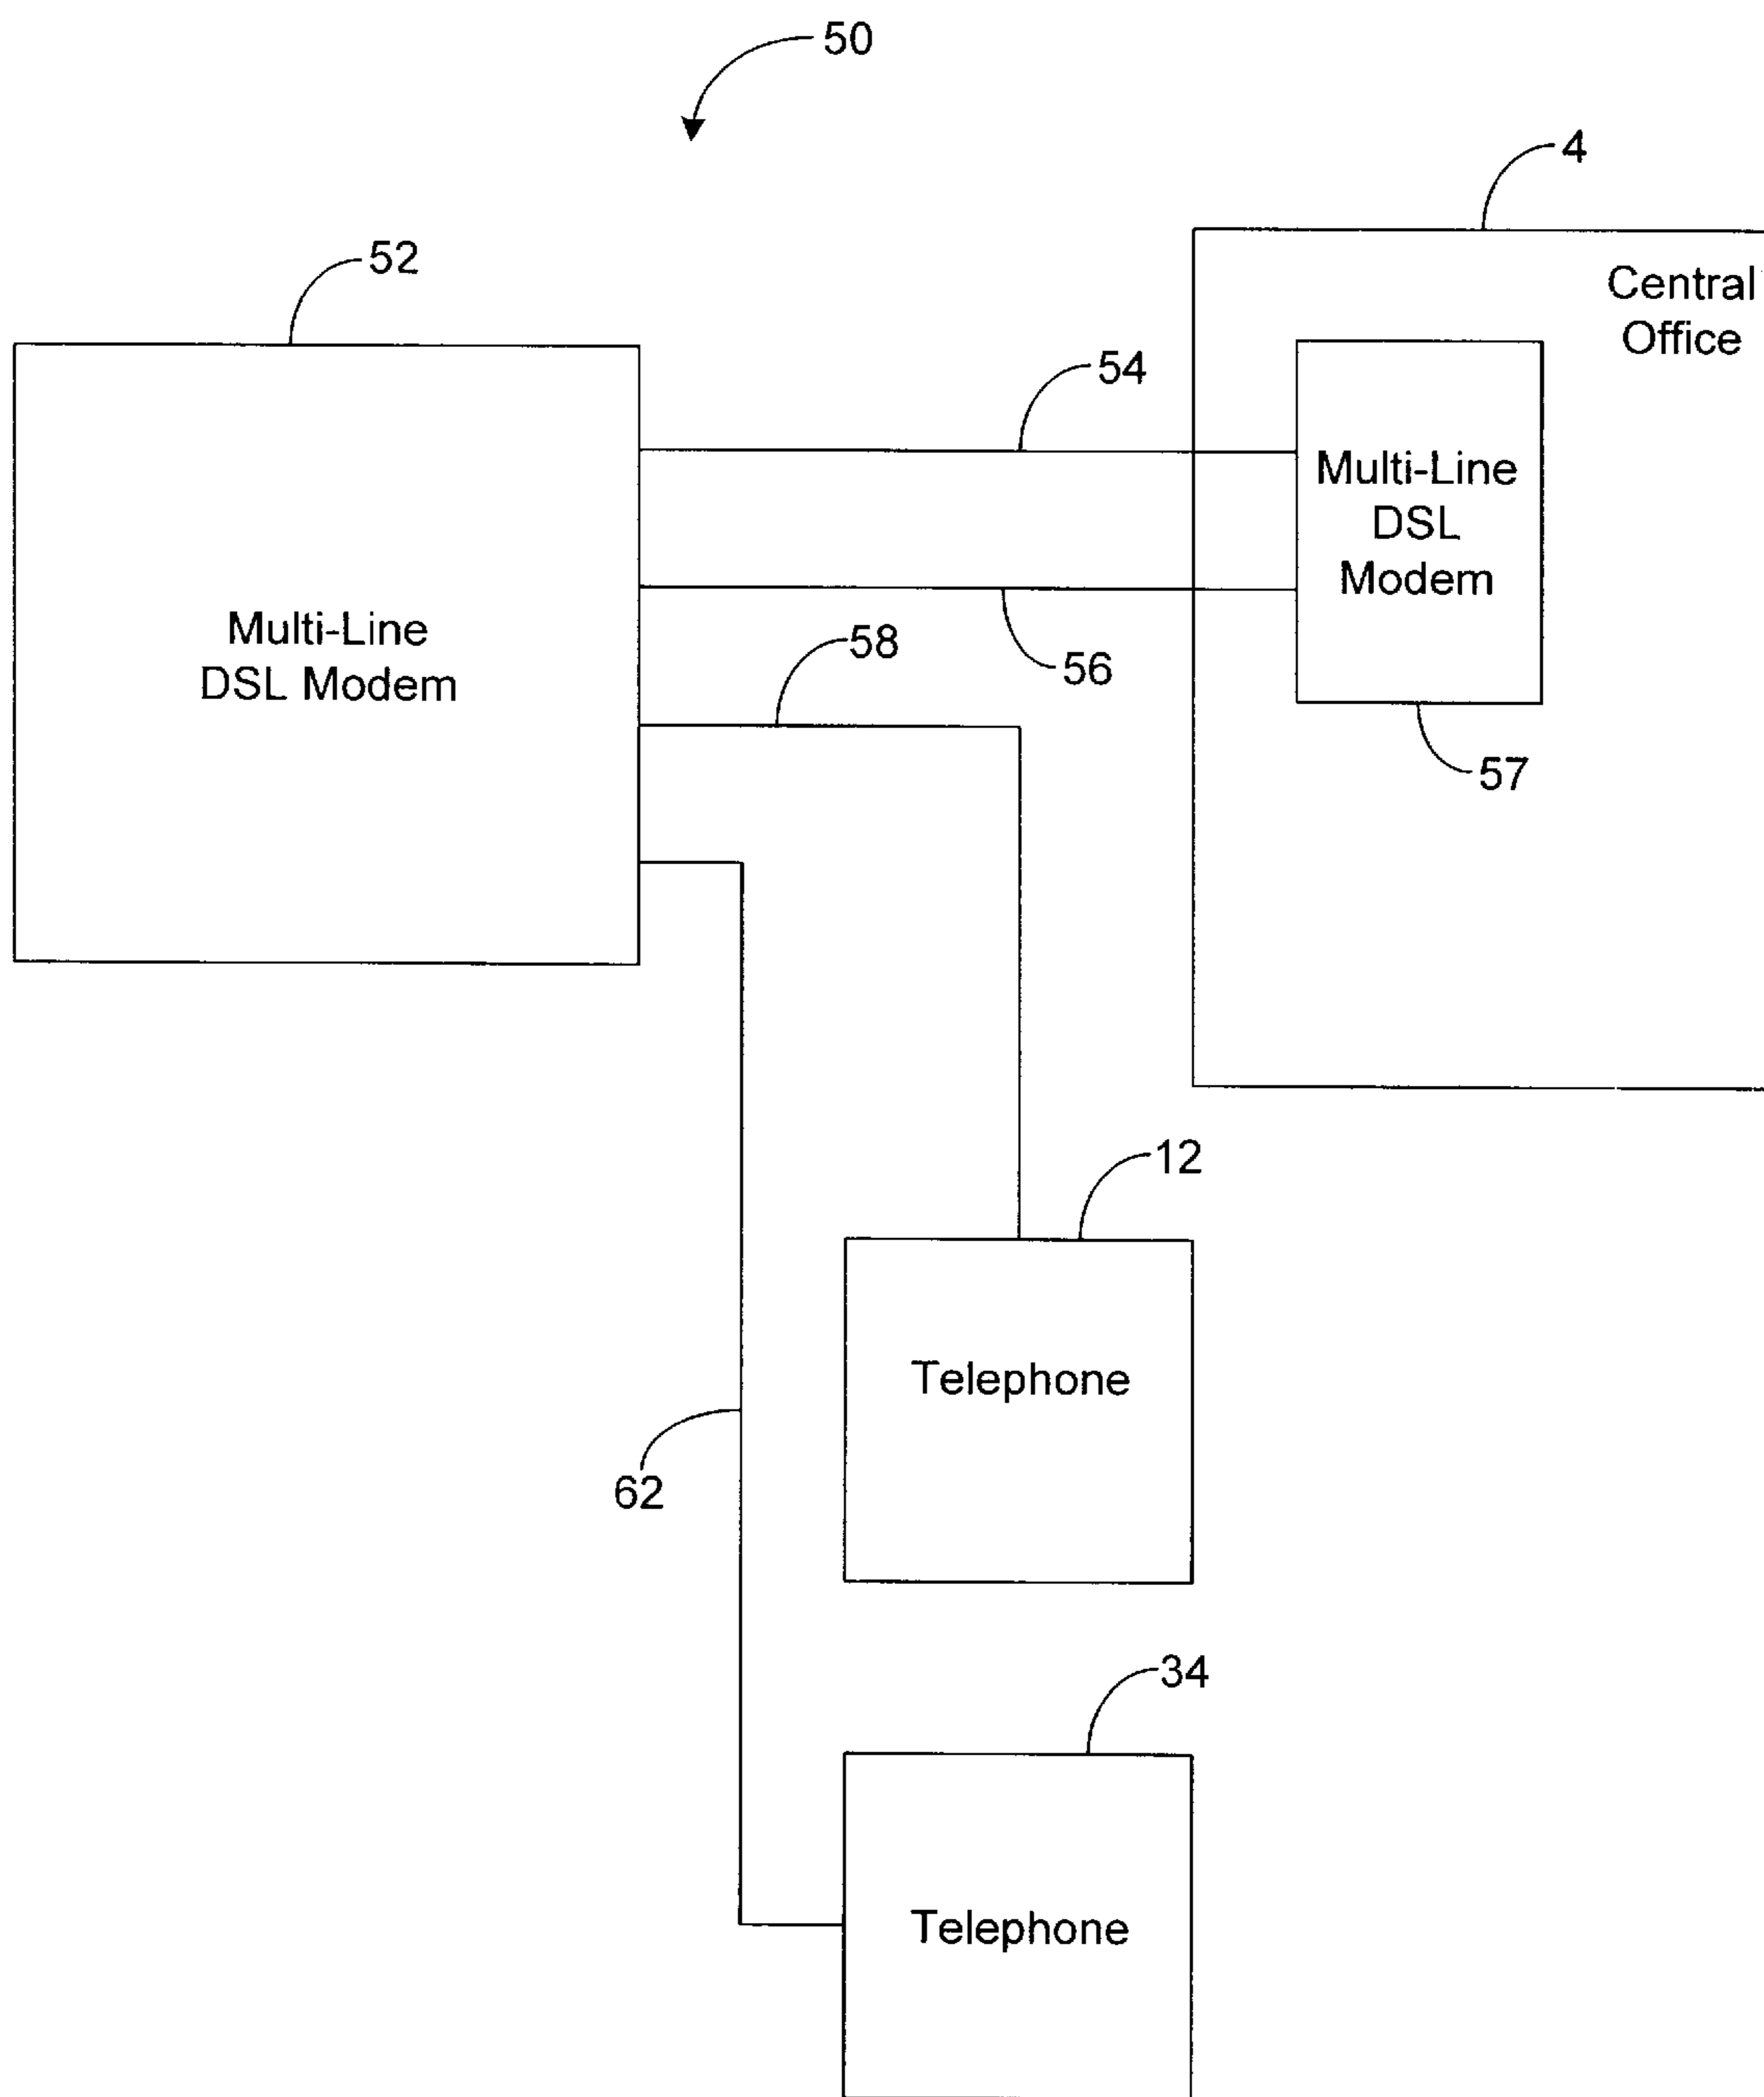 50
4
52
Central
Office
54
Multi-Line
DSL
Modem
Multi-Line
DSL Modem
58
56
57
12
Telephone
62
34
Telephone